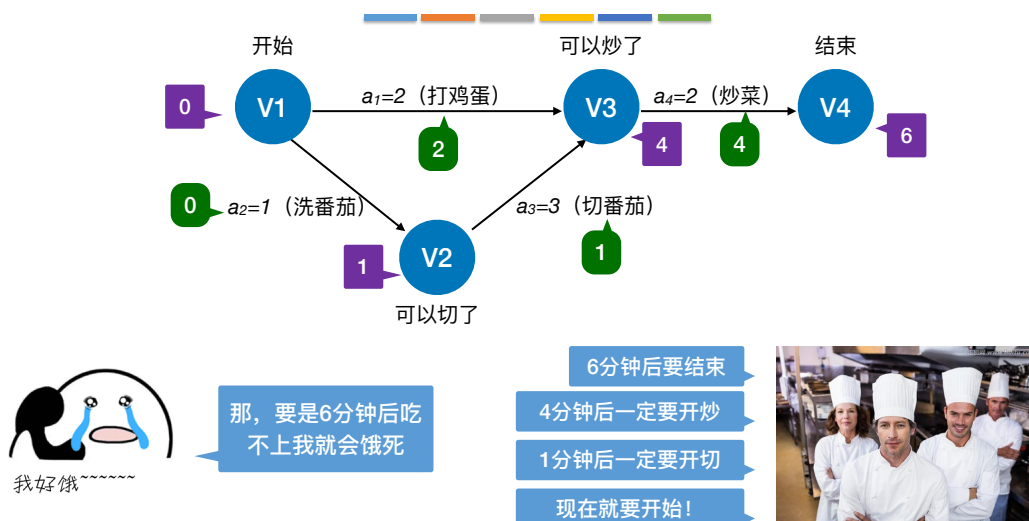 开始
可以炒了
结束
0
V1
a₁=2（打鸡蛋）
V3
a₄=2（炒菜）
V4
2
4
4
6
0
a₂=1（洗番茄）
a₃=3（切番茄）
1
V2
1
可以切了
6分钟后要结束
那，要是6分钟后吃
不上我就会饿死
4分钟后一定要开炒
1分钟后一定要开切
我好饿~~~~~~
现在就要开始！